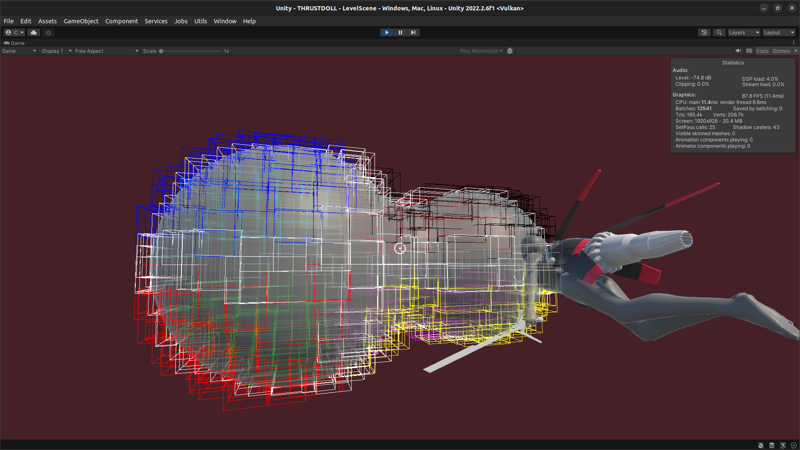 Unity - THRUSTDOLL - LevelScene - Windows, Mac, Linux - Unity 2022.2.6f1 <Vulkan>
File Edit Assets GameObject Component Services Jobs Utils Window Help
C Layers Layout
Game
Game Display 1 Free Aspect Scale 1x Play Maximized Stats Gizmos
Statistics
Audio:
Level: -74.8 dB DSP load: 4.0%
Clipping: 0.0% Stream load: 0.0%
Graphics: 87.8 FPS (11.4ms)
CPU: main 11.4ms render thread 9.8ms
Batches: 12541 Saved by batching: 0
Tris: 165.4k Verts: 206.7k
Screen: 1920x928 - 20.4 MB
SetPass calls: 25 Shadow casters: 43
Visible skinned meshes: 0
Animation components playing: 0
Animator components playing: 0